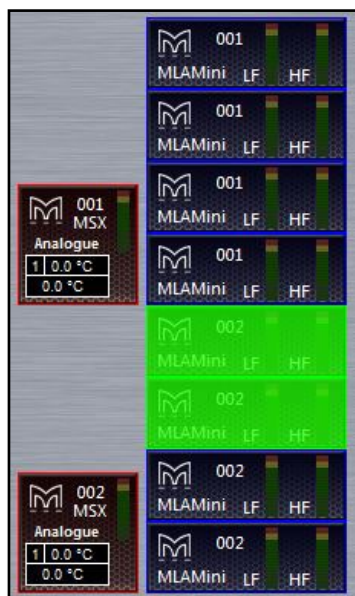 001
MLAMini LF HF
001
MLAMini LF HF
001
MLAMini LF HF
001
MSX
Analogue
1 0.0 °C
0.0 °C
001
MLAMini LF HF
002
MLAMini LF HF
002
MLAMini LF HF
002
MLAMini LF HF
002
MSX
Analogue
1 0.0 °C
0.0 °C
002
MLAMini LF HF